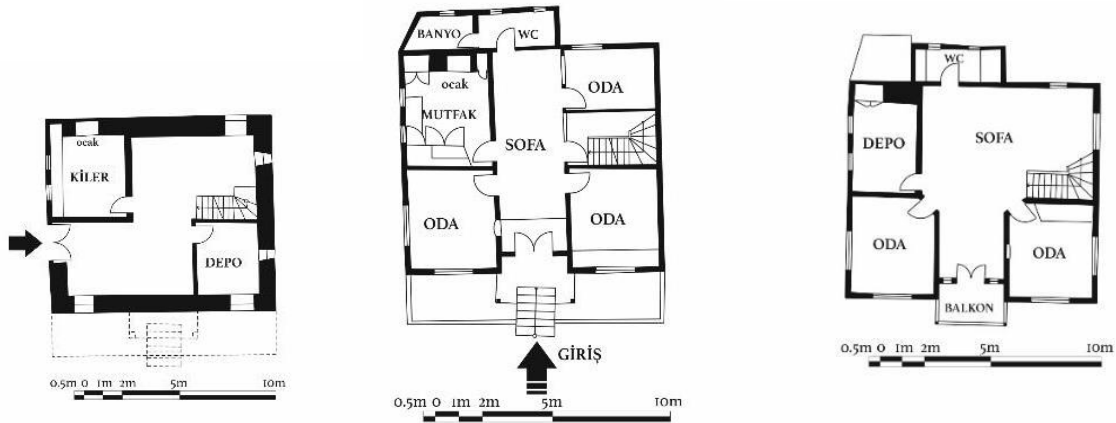 ocak
KİLER
DEPO
0.5m 0 1m 2m 5m 10m
BANYO
WC
ocak
MUTFAK
ODA
SOFA
ODA
ODA
GİRİŞ
0.5m 0 1m 2m 5m 10m
WC
DEPO
SOFA
ODA
ODA
BALKON
0.5m 0 1m 2m 5m 10m